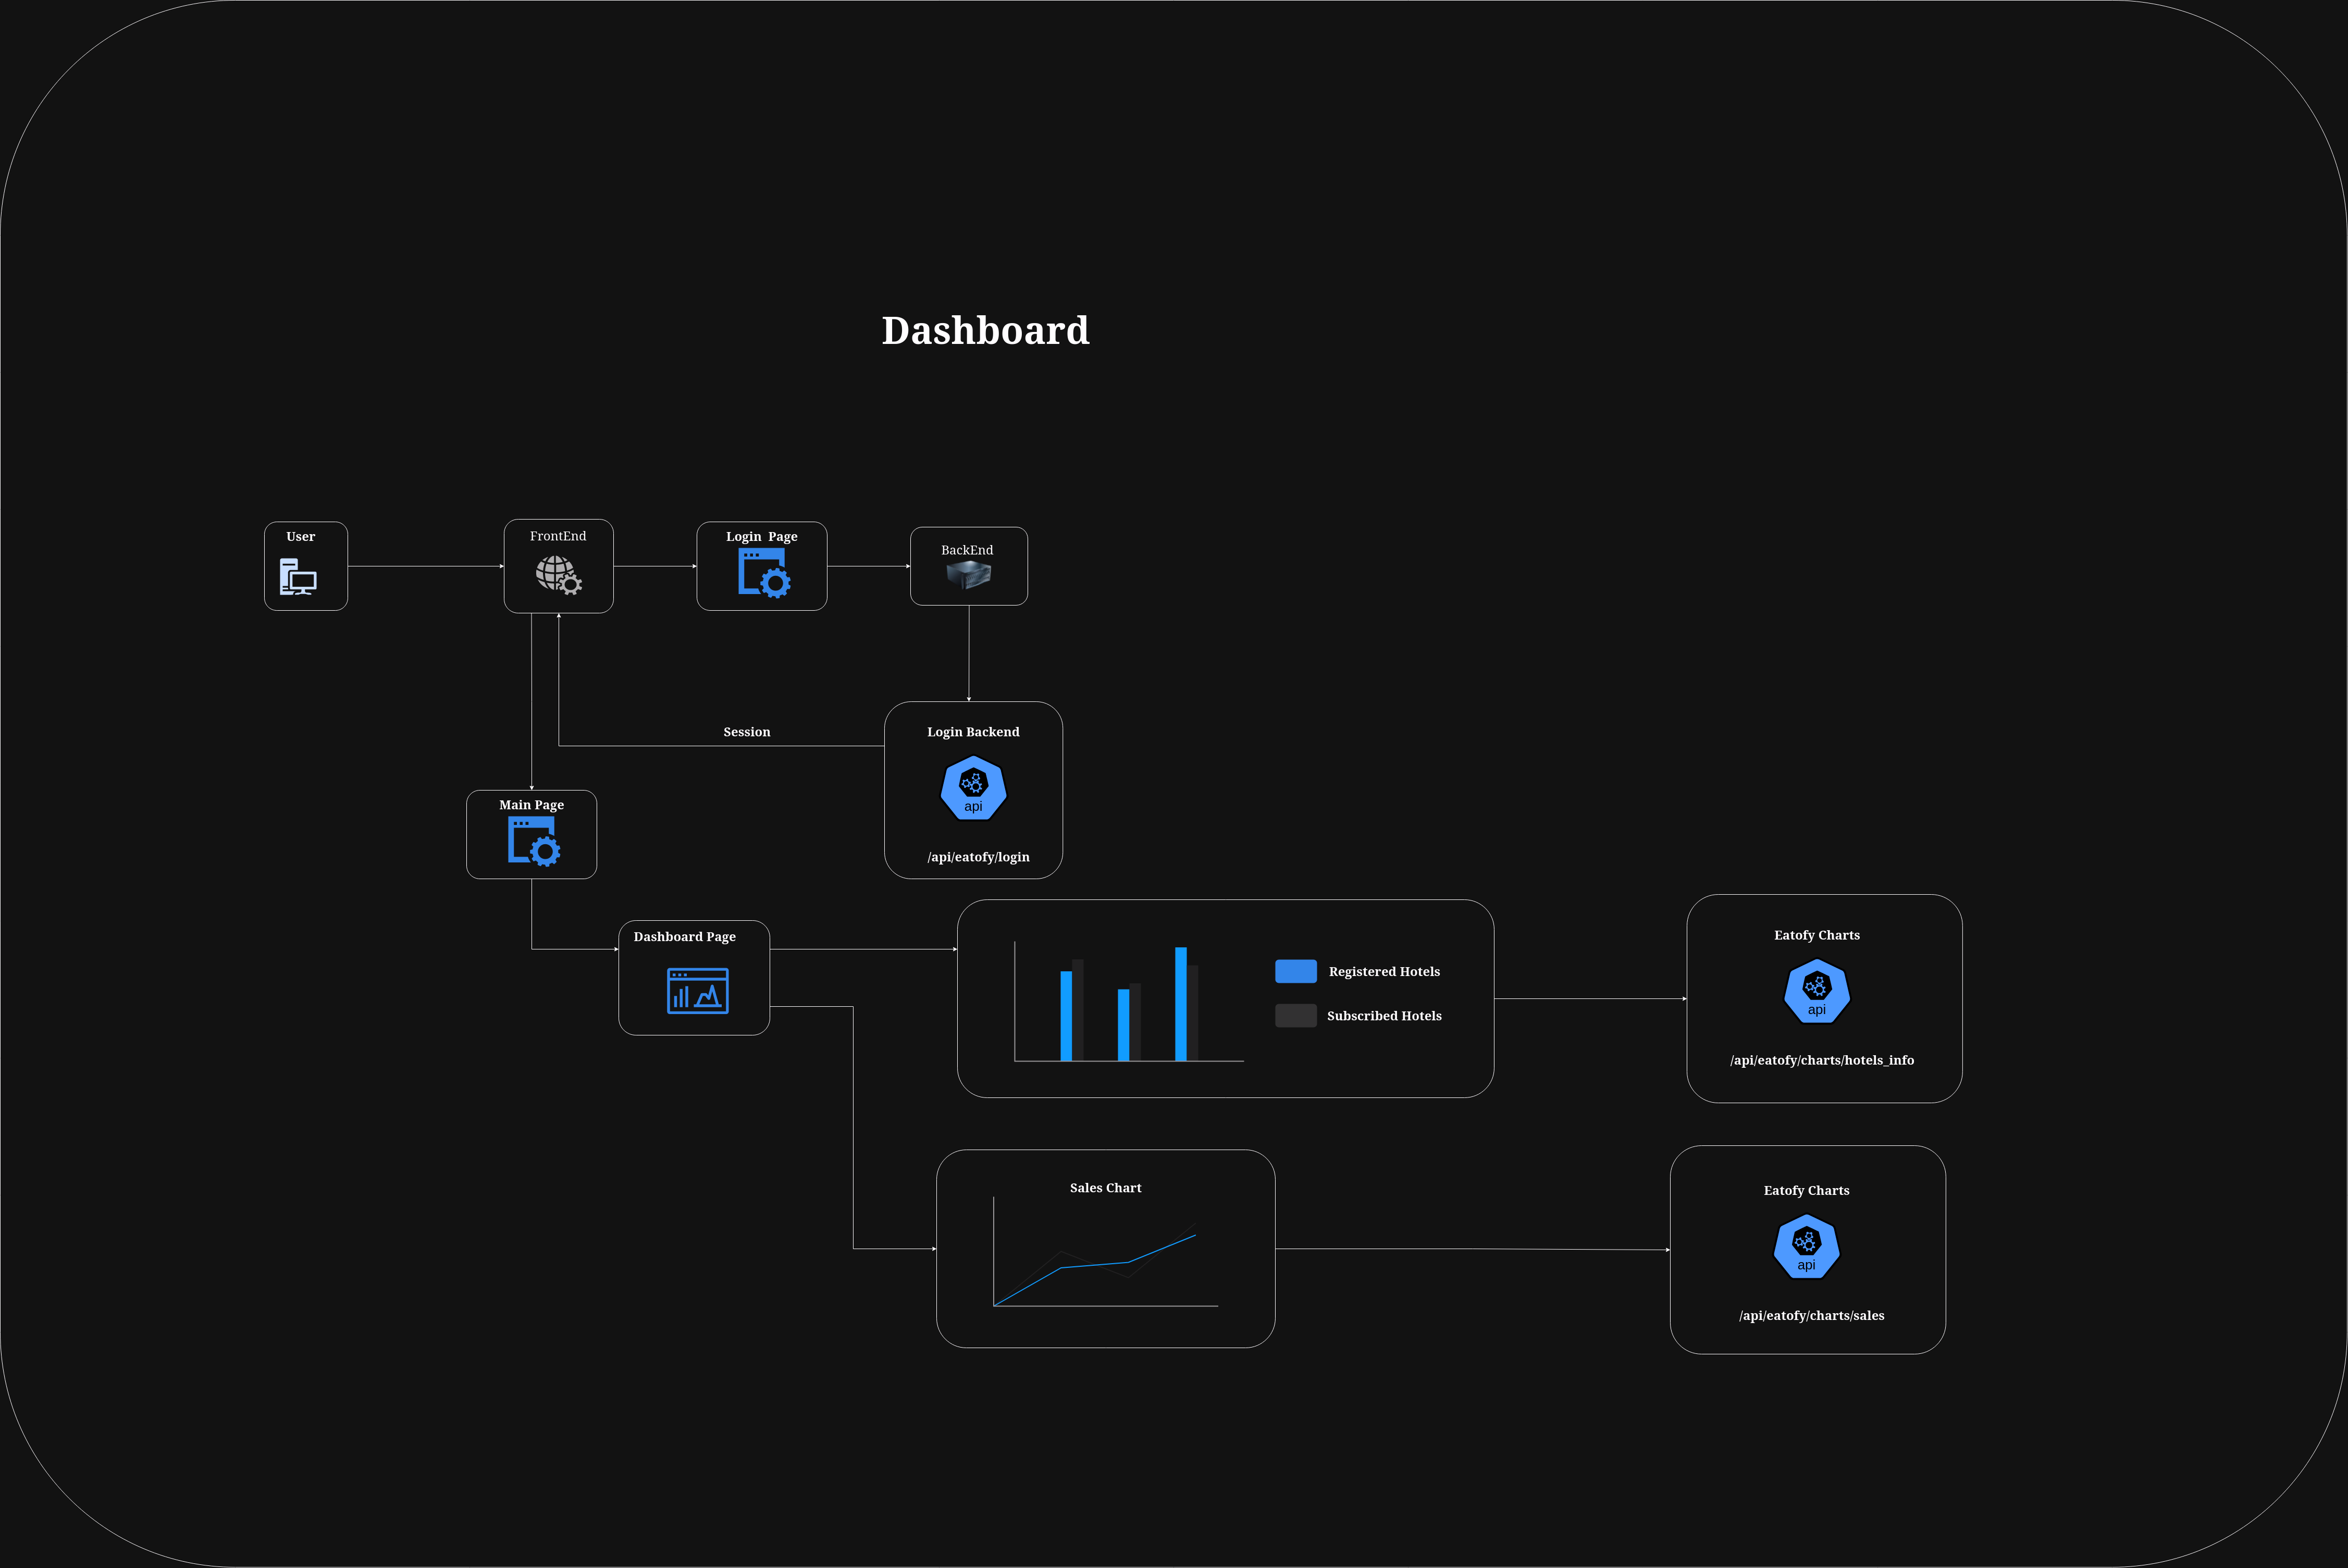 Dashboard
User
FrontEnd
Login  Page
BackEnd
Session
Login Backend
api
/api/eatofy/login
Main Page
Dashboard Page
Registered Hotels
Subscribed Hotels
Eatofy Charts
api
/api/eatofy/charts/hotels_info
Sales Chart
Eatofy Charts
api
/api/eatofy/charts/sales